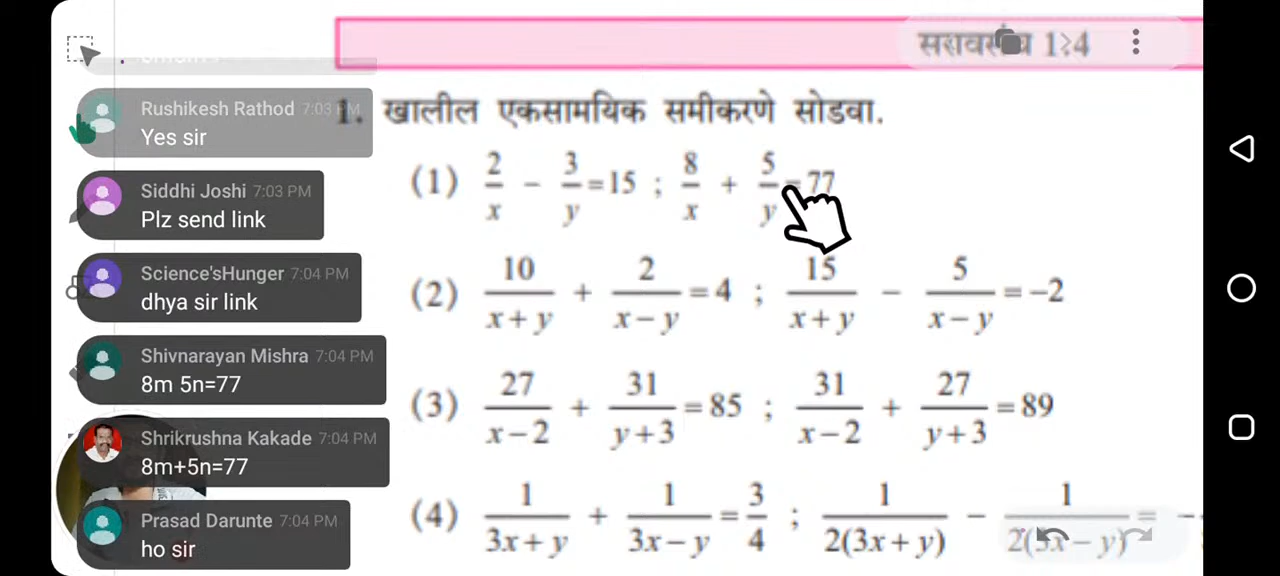 सरावसंच 1.4
Rushikesh Rathod 7:03 PM
Yes sir
Siddhi Joshi 7:03 PM
Plz send link
Science'sHunger 7:04 PM
dhya sir link
Shivnarayan Mishra 7:04 PM
8m 5n=77
Shrikrushna Kakade 7:04 PM
8m+5n=77
Prasad Darunte 7:04 PM
ho sir
1. खालील एकसामयिक समीकरणे सोडवा.
(1) 2/x - 3/y = 15 ; 8/x + 5/y = 77
(2) 10/(x+y) + 2/(x-y) = 4 ; 15/(x+y) - 5/(x-y) = -2
(3) 27/(x-2) + 31/(y+3) = 85 ; 31/(x-2) + 27/(y+3) = 89
(4) 1/(3x+y) + 1/(3x-y) = 3/4 ; 1/2(3x+y) - 1/2(3x-y) = -